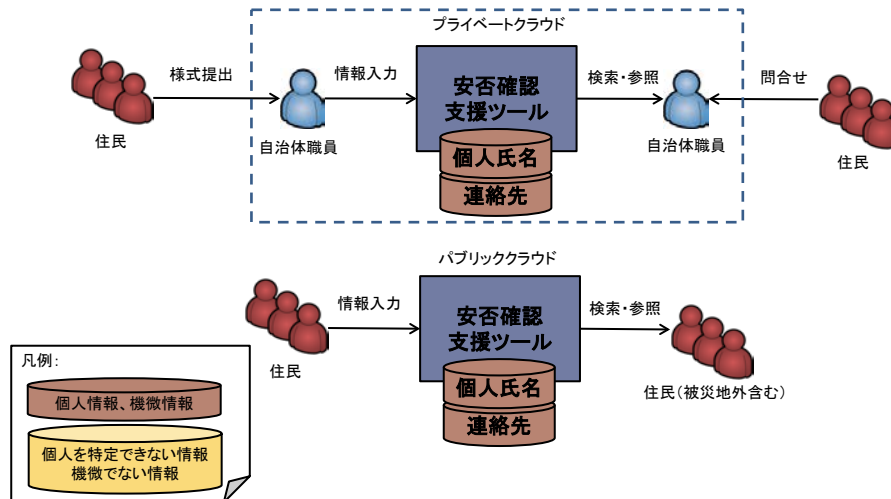 プライベートクラウド
様式提出
情報入力
安否確認
支援ツール
検索・参照
問合せ
住民
自治体職員
個人氏名
連絡先
自治体職員
住民
パブリッククラウド
情報入力
安否確認
支援ツール
検索・参照
住民
個人氏名
連絡先
住民(被災地外含む)
凡例:
個人情報、機微情報
個人を特定できない情報
機微でない情報